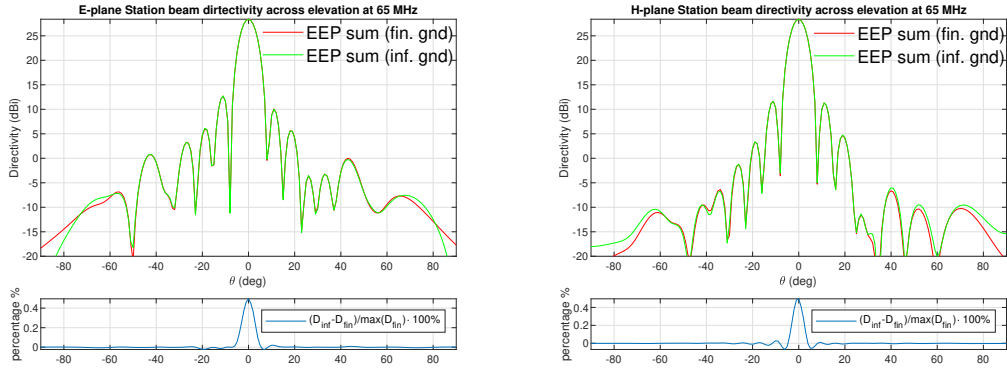 E-plane Station beam dirtectivity across elevation at 65 MHz
EEP sum (fin. gnd)
EEP sum (inf. gnd)
Directivity (dBi)
25
20
15
10
5
0
-5
-10
-15
-20
-80 -60 -40 -20 0 20 40 60 80
θ (deg)
percentage %
0.4
0.2
0
(D_inf-D_fin)/max(D_fin) · 100%
-80 -60 -40 -20 0 20 40 60 80
H-plane Station beam directivity across elevation at 65 MHz
EEP sum (fin. gnd)
EEP sum (inf. gnd)
Directivity (dBi)
25
20
15
10
5
0
-5
-10
-15
-20
-80 -60 -40 -20 0 20 40 60 80
θ (deg)
percentage %
0.4
0.2
0
(D_inf-D_fin)/max(D_fin) · 100%
-80 -60 -40 -20 0 20 40 60 80